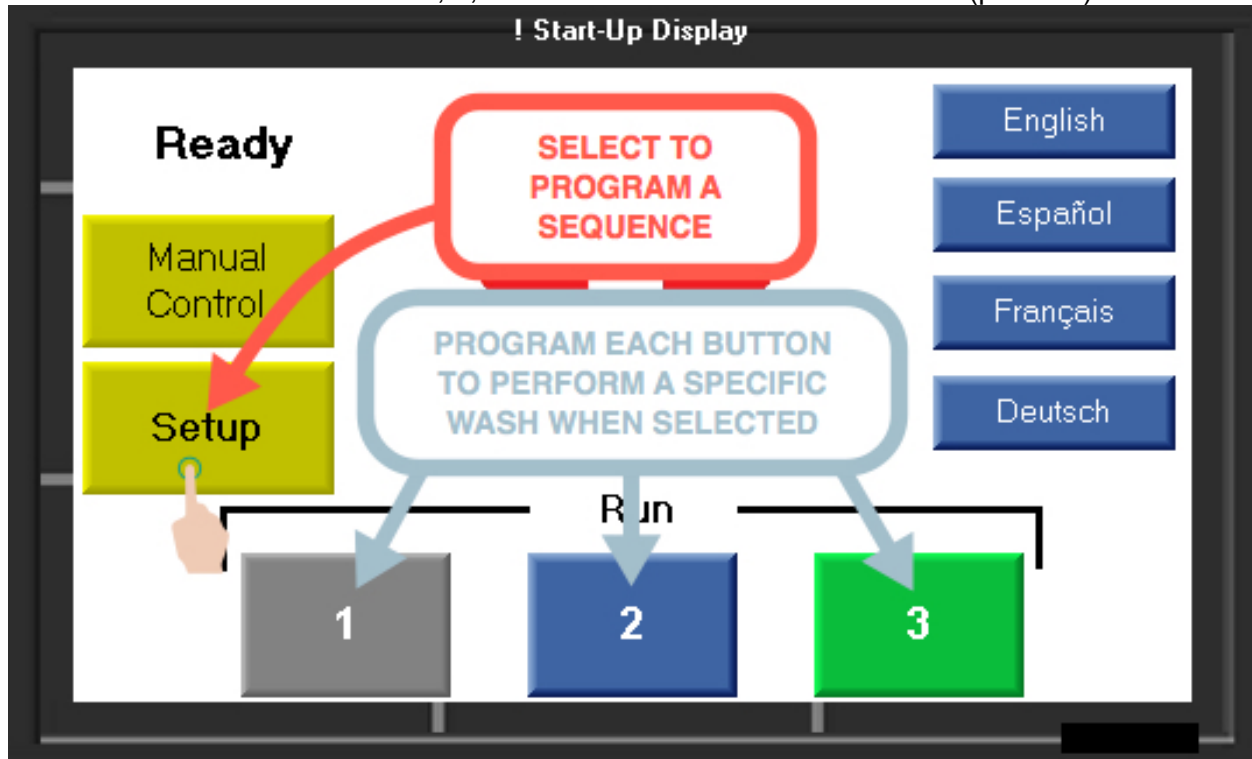 ! Start-Up Display
Ready
SELECT TO
PROGRAM A
SEQUENCE
English
Español
Français
Deutsch
Manual
Control
Setup
PROGRAM EACH BUTTON
TO PERFORM A SPECIFIC
WASH WHEN SELECTED
Run
1
2
3